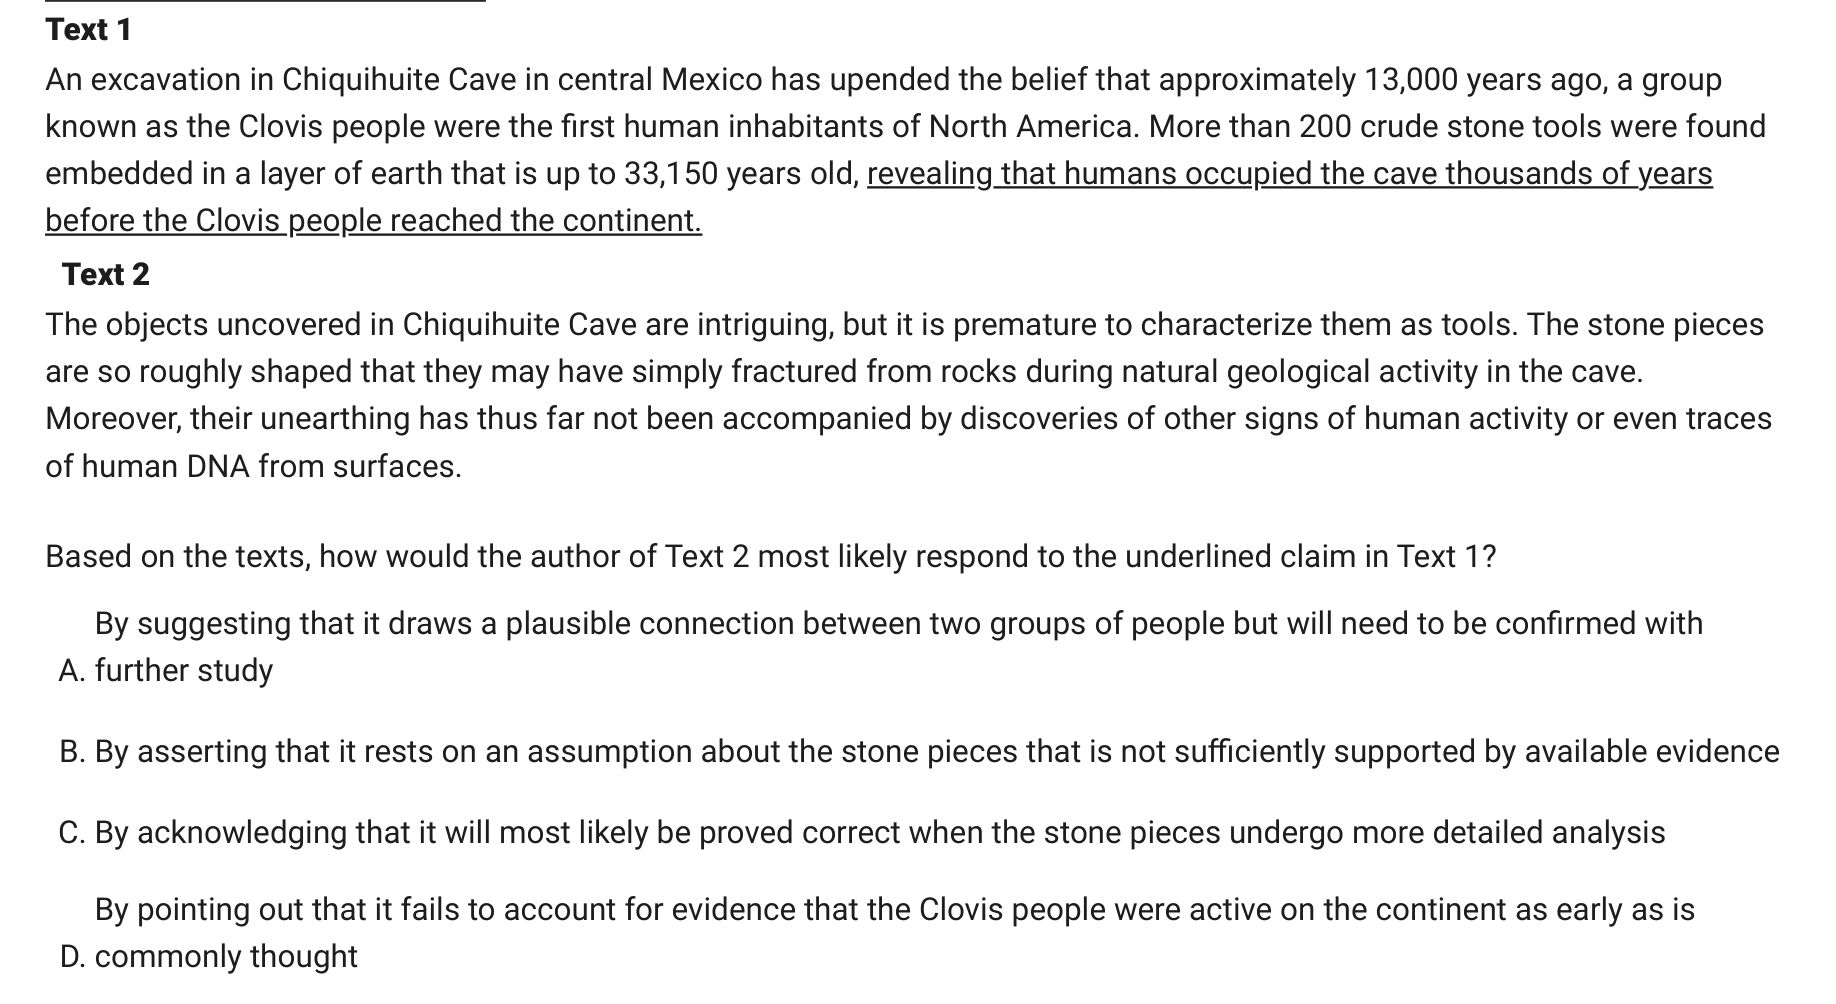 Text 1
An excavation in Chiquihuite Cave in central Mexico has upended the belief that approximately 13,000 years ago, a group
known as the Clovis people were the first human inhabitants of North America. More than 200 crude stone tools were found
embedded in a layer of earth that is up to 33,150 years old, revealing that humans occupied the cave thousands of years
before the Clovis people reached the continent.
Text 2
The objects uncovered in Chiquihuite Cave are intriguing, but it is premature to characterize them as tools. The stone pieces
are so roughly shaped that they may have simply fractured from rocks during natural geological activity in the cave.
Moreover, their unearthing has thus far not been accompanied by discoveries of other signs of human activity or even traces
of human DNA from surfaces.
Based on the texts, how would the author of Text 2 most likely respond to the underlined claim in Text 1?
By suggesting that it draws a plausible connection between two groups of people but will need to be confirmed with
A. further study
B. By asserting that it rests on an assumption about the stone pieces that is not sufficiently supported by available evidence
C. By acknowledging that it will most likely be proved correct when the stone pieces undergo more detailed analysis
By pointing out that it fails to account for evidence that the Clovis people were active on the continent as early as is
D. commonly thought